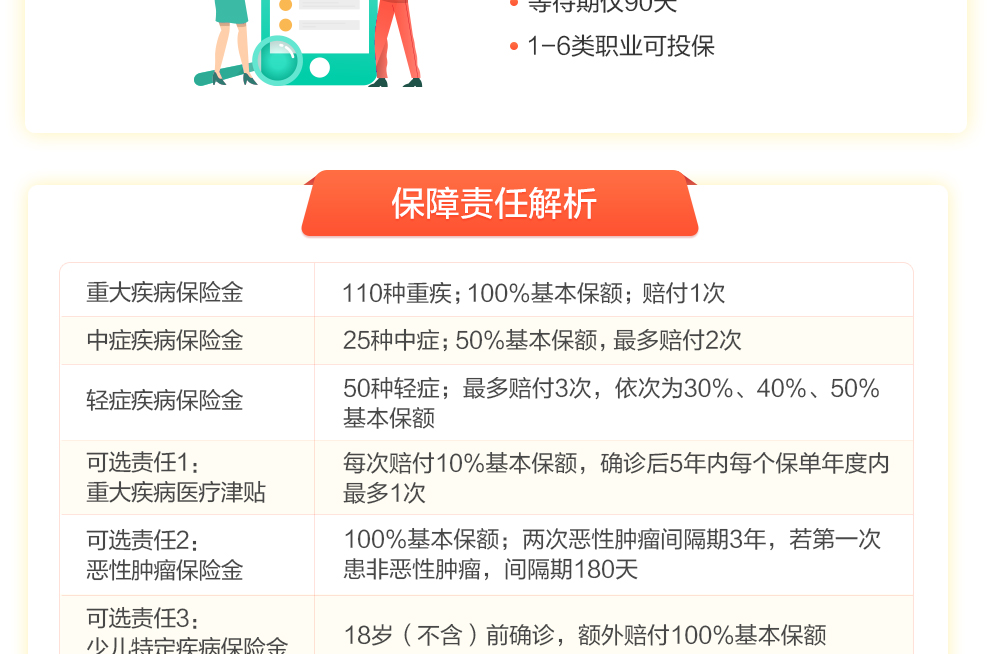 等待期仅90天
1-6类职业可投保
保障责任解析
重大疾病保险金
110种重疾；100%基本保额；赔付1次
中症疾病保险金
25种中症；50%基本保额，最多赔付2次
轻症疾病保险金
50种轻症；最多赔付3次，依次为30%、40%、50%
基本保额
可选责任1：
重大疾病医疗津贴
每次赔付10%基本保额，确诊后5年内每个保单年度内
最多1次
可选责任2：
恶性肿瘤保险金
100%基本保额；两次恶性肿瘤间隔期3年，若第一次
患非恶性肿瘤，间隔期180天
可选责任3：
少儿特定疾病保险金
18岁（不含）前确诊，额外赔付100%基本保额